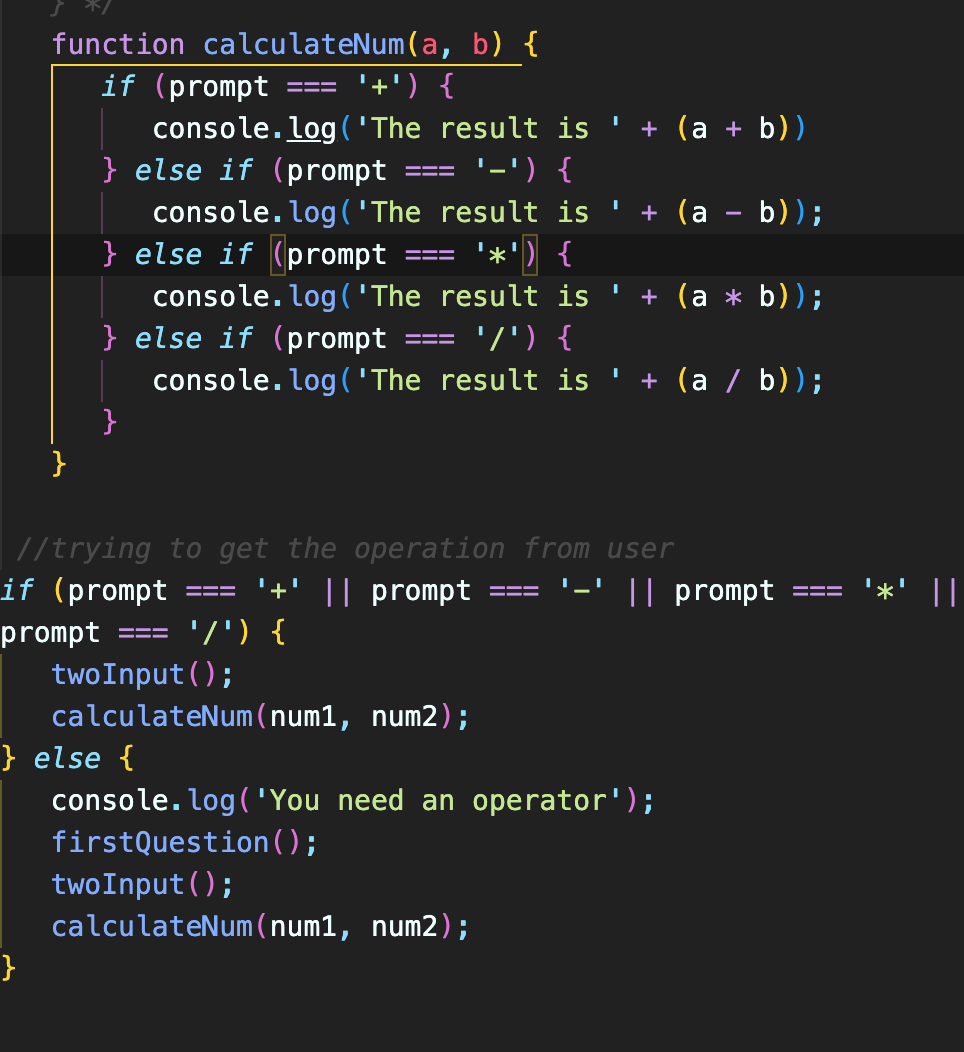 } */
function calculateNum(a, b) {
if (prompt === '+') {
console.log('The result is ' + (a + b))
} else if (prompt === '-') {
console.log('The result is ' + (a - b));
} else if (prompt === '*') {
console.log('The result is ' + (a * b));
} else if (prompt === '/') {
console.log('The result is ' + (a / b));
}
}
//trying to get the operation from user
if (prompt === '+' || prompt === '-' || prompt === '*' ||
prompt === '/') {
twoInput();
calculateNum(num1, num2);
} else {
console.log('You need an operator');
firstQuestion();
twoInput();
calculateNum(num1, num2);
}